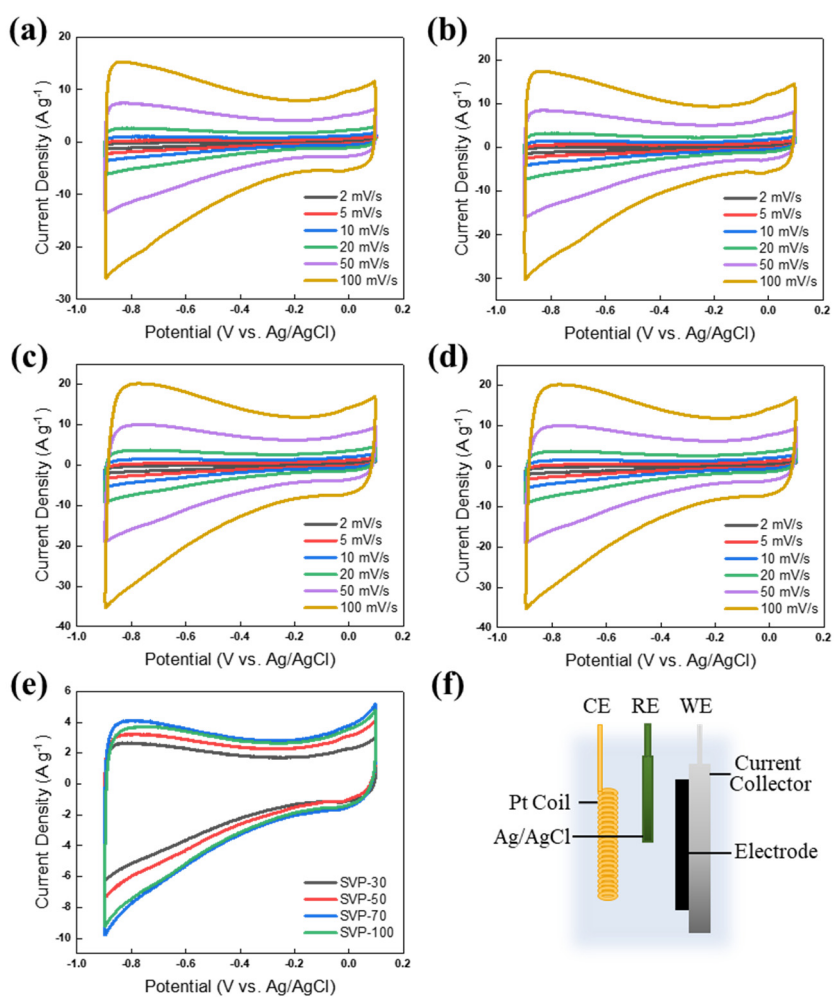 (a)
20
10
0
-10
-20
-30
-1.0 -0.8 -0.6 -0.4 -0.2 0.0 0.2
Current Density (A g⁻¹)
Potential (V vs. Ag/AgCl)
2 mV/s
5 mV/s
10 mV/s
20 mV/s
50 mV/s
100 mV/s
(b)
20
10
0
-10
-20
-30
-1.0 -0.8 -0.6 -0.4 -0.2 0.0 0.2
Current Density (A g⁻¹)
Potential (V vs. Ag/AgCl)
2 mV/s
5 mV/s
10 mV/s
20 mV/s
50 mV/s
100 mV/s
(c)
20
10
0
-10
-20
-30
-40
-1.0 -0.8 -0.6 -0.4 -0.2 0.0 0.2
Current Density (A g⁻¹)
Potential (V vs. Ag/AgCl)
2 mV/s
5 mV/s
10 mV/s
20 mV/s
50 mV/s
100 mV/s
(d)
20
10
0
-10
-20
-30
-40
-1.0 -0.8 -0.6 -0.4 -0.2 0.0 0.2
Current Density (A g⁻¹)
Potential (V vs. Ag/AgCl)
2 mV/s
5 mV/s
10 mV/s
20 mV/s
50 mV/s
100 mV/s
(e)
6
4
2
0
-2
-4
-6
-8
-10
-1.0 -0.8 -0.6 -0.4 -0.2 0.0 0.2
Current Density (A g⁻¹)
Potential (V vs. Ag/AgCl)
SVP-30
SVP-50
SVP-70
SVP-100
(f)
CE RE WE
Current
Collector
Pt Coil
Ag/AgCl
Electrode